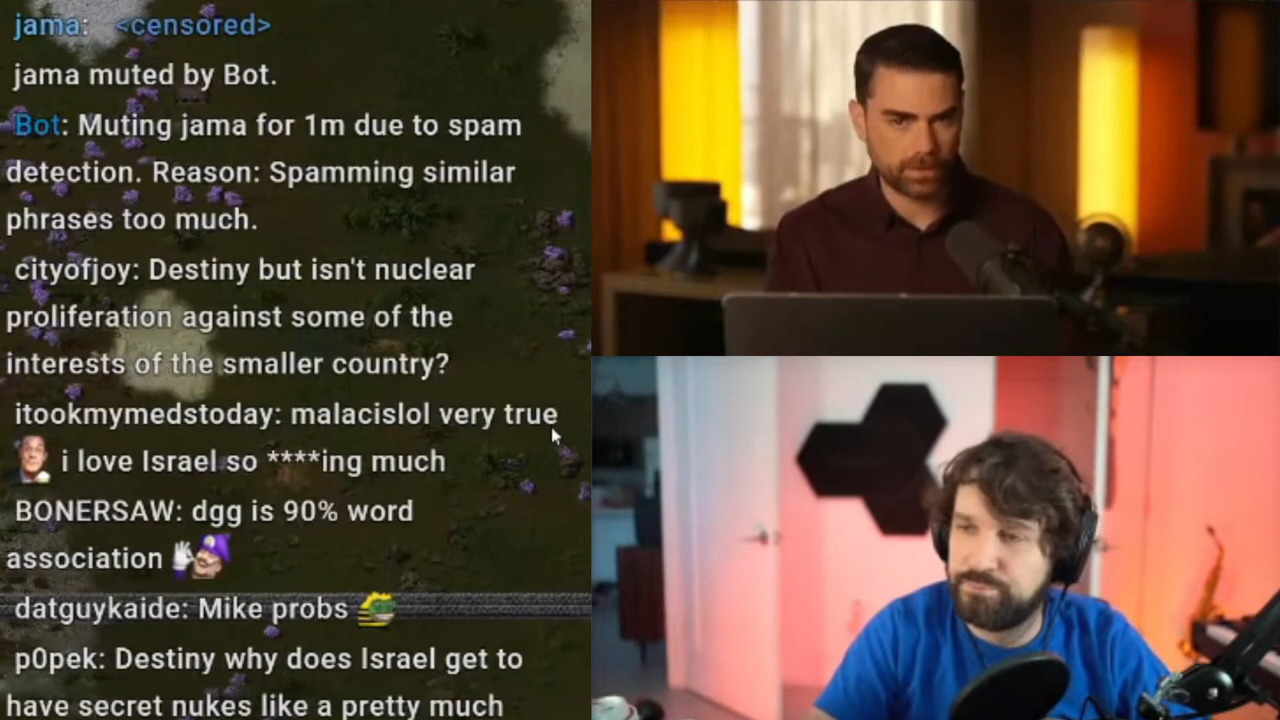 jama: <censored>
jama muted by Bot.
Bot: Muting jama for 1m due to spam
detection. Reason: Spamming similar
phrases too much.
cityofjoy: Destiny but isn't nuclear
proliferation against some of the
interests of the smaller country?
itookmymedstoday: malacislol very true
i love Israel so ****ing much
BONERSAW: dgg is 90% word
association
datguykaide: Mike probs
p0pek: Destiny why does Israel get to
have secret nukes like a pretty much